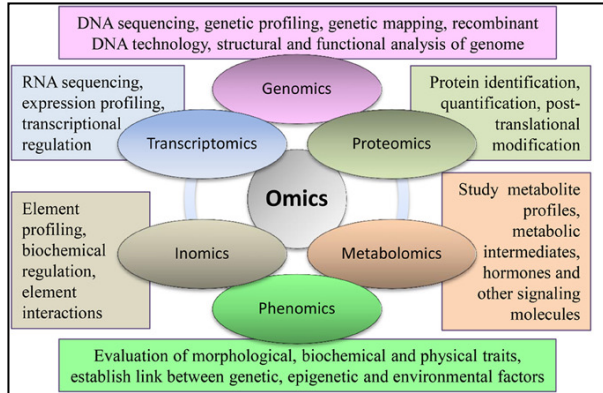 DNA sequencing, genetic profiling, genetic mapping, recombinant
DNA technology, structural and functional analysis of genome
Genomics
RNA sequencing,
expression profiling,
transcriptional
regulation
Transcriptomics
Proteomics
Protein identification,
quantification, post-
translational
modification
Omics
Element
profiling,
biochemical
regulation,
element
interactions
Inomics
Metabolomics
Study metabolite
profiles,
metabolic
intermediates,
hormones and
other signaling
molecules
Phenomics
Evaluation of morphological, biochemical and physical traits,
establish link between genetic, epigenetic and environmental factors